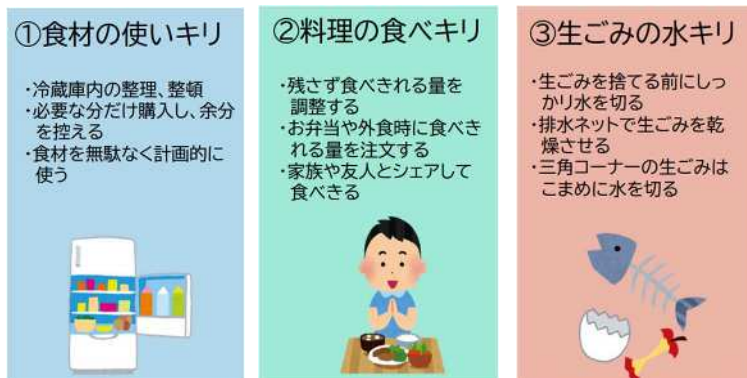 ①食材の使いキリ
・冷蔵庫内の整理、整頓
・必要な分だけ購入し、余分
を控える
・食材を無駄なく計画的に
使う
②料理の食べキリ
・残さず食べきれる量を
調整する
・お弁当や外食時に食べき
れる量を注文する
・家族や友人とシェアして
食べきる
③生ごみの水キリ
・生ごみを捨てる前にしっ
かり水を切る
・排水ネットで生ごみを乾
燥させる
・三角コーナーの生ごみは
こまめに水を切る